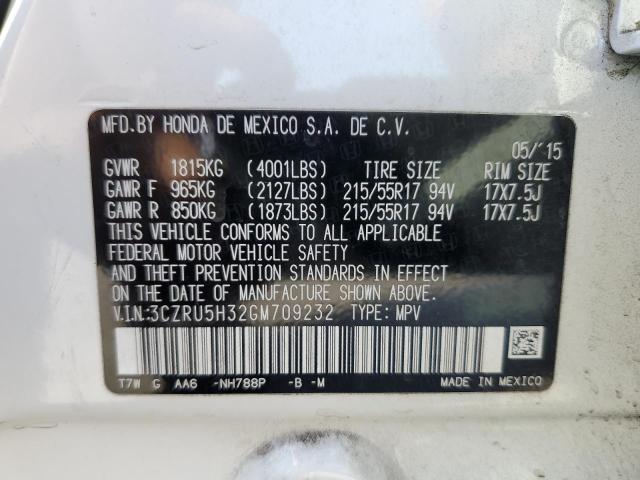 MFD.BY HONDA DE MEXICO S.A. DE C.V.
05/'15
GVWR 1815KG (4001LBS) TIRE SIZE RIM SIZE
GAWR F 965KG (2127LBS) 215/55R17 94V 17X7.5J
GAWR R 850KG (1873LBS) 215/55R17 94V 17X7.5J
THIS VEHICLE CONFORMS TO ALL APPLICABLE
FEDERAL MOTOR VEHICLE SAFETY
AND THEFT PREVENTION STANDARDS IN EFFECT
ON THE DATE OF MANUFACTURE SHOWN ABOVE.
V.I.N:3CZRU5H32GM709232 TYPE: MPV
T7W G AA6 -NH788P -B -M MADE IN MEXICO